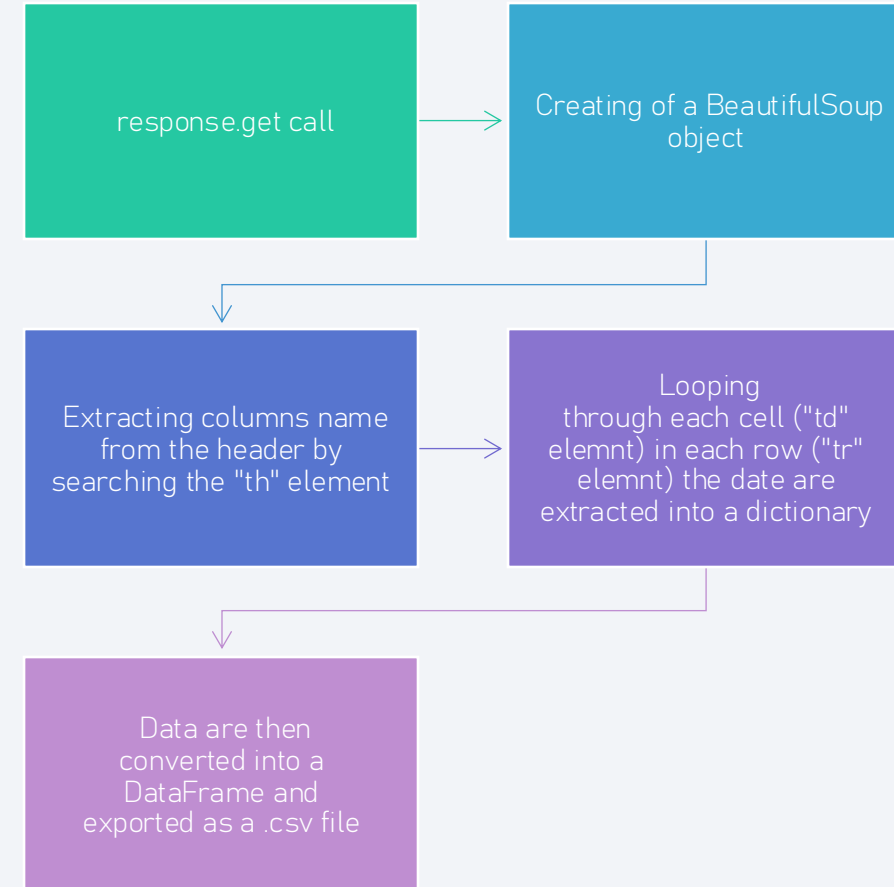 response.get call
Creating of a BeautifulSoup
object
Extracting columns name
from the header by
searching the "th" element
Looping
through each cell ("td"
elemnt) in each row ("tr"
elemnt) the date are
extracted into a dictionary
Data are then
converted into a
DataFrame and
exported as a .csv file